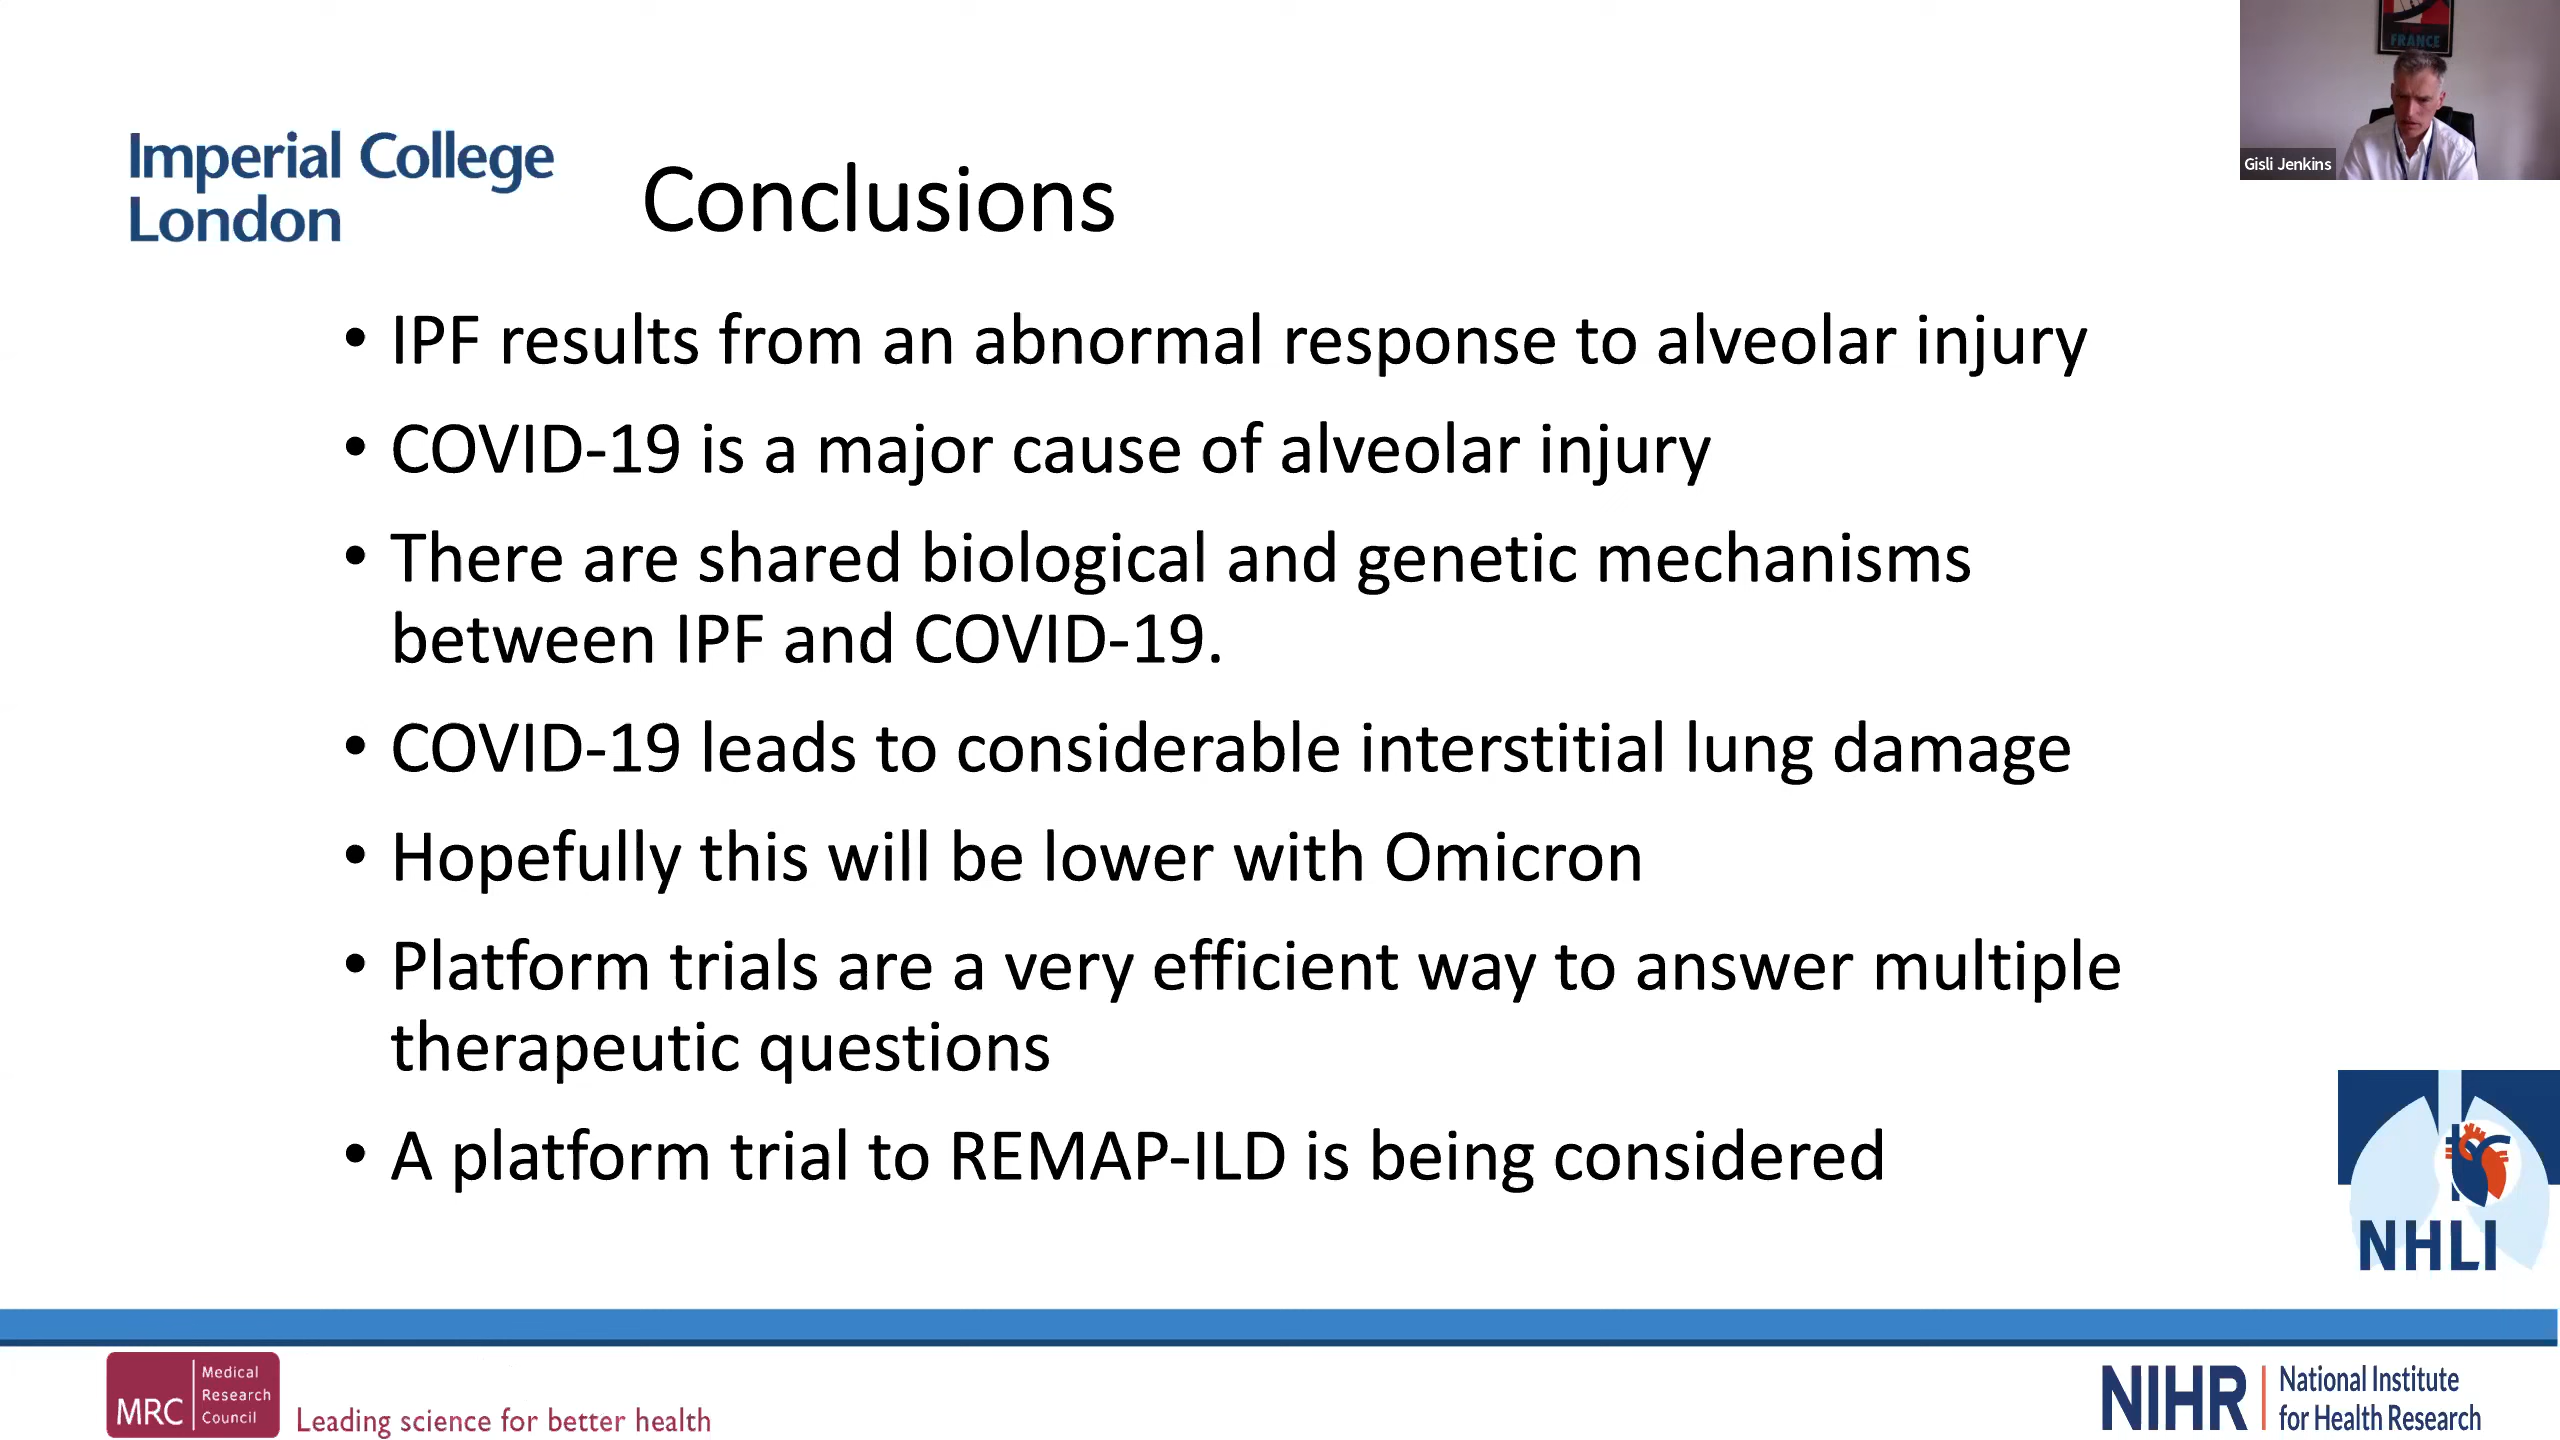 FRANCE
Gisli Jenkins
Imperial College
London
Conclusions
• IPF results from an abnormal response to alveolar injury
• COVID-19 is a major cause of alveolar injury
• There are shared biological and genetic mechanisms
between IPF and COVID-19.
• COVID-19 leads to considerable interstitial lung damage
• Hopefully this will be lower with Omicron
• Platform trials are a very efficient way to answer multiple
therapeutic questions
• A platform trial to REMAP-ILD is being considered
NHLI
MRC
Medical
Research
Council
Leading science for better health
NIHR
National Institute
for Health Research